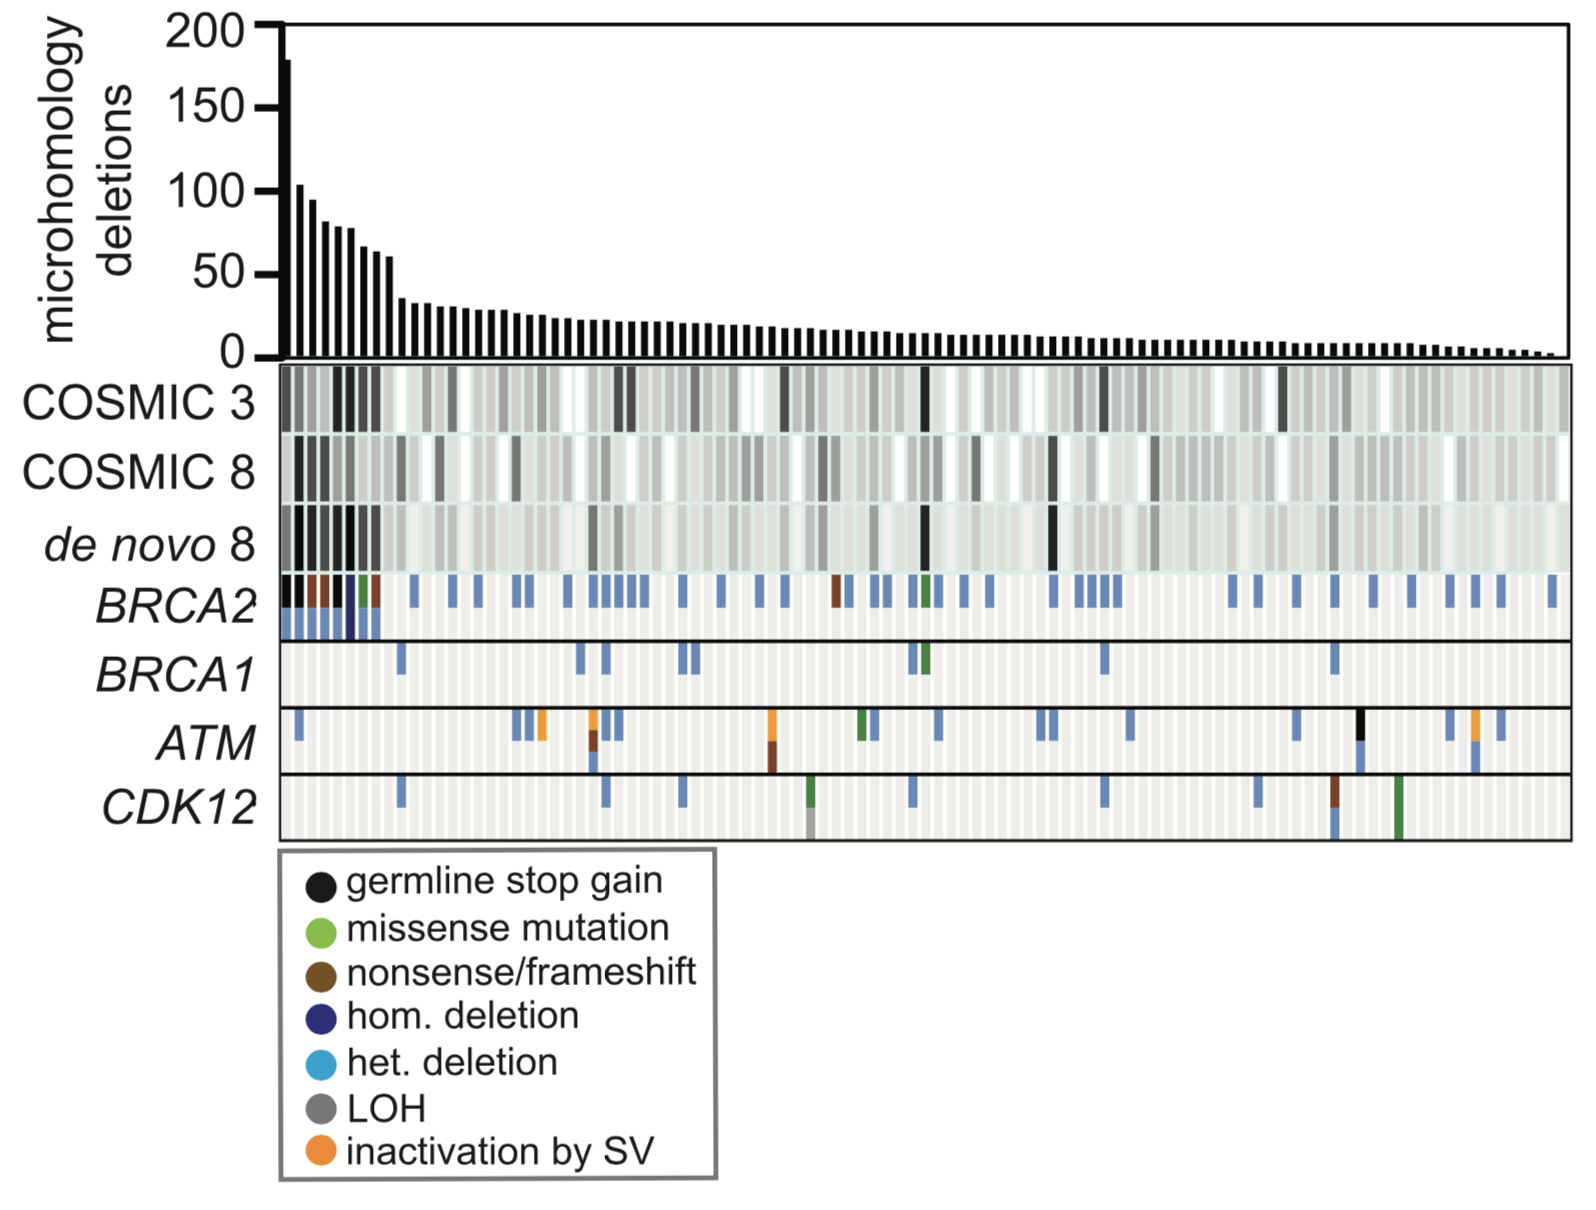 microhomology
deletions
200
150
100
50
0
COSMIC 3
COSMIC 8
de novo 8
BRCA2
BRCA1
ATM
CDK12
germline stop gain
missense mutation
nonsense/frameshift
hom. deletion
het. deletion
LOH
inactivation by SV